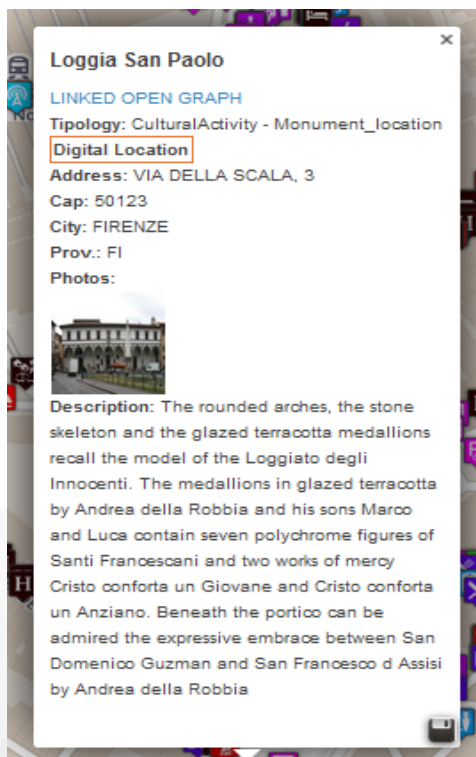 ×
Loggia San Paolo
LINKED OPEN GRAPH
Tipology: CulturalActivity - Monument_location
Digital Location
Address: VIA DELLA SCALA, 3
Cap: 50123
City: FIRENZE
Prov.: FI
Photos:
Description: The rounded arches, the stone
skeleton and the glazed terracotta medallions
recall the model of the Loggiato degli
Innocenti. The medallions in glazed terracotta
by Andrea della Robbia and his sons Marco
and Luca contain seven polychrome figures of
Santi Francescani and two works of mercy
Cristo conforta un Giovane and Cristo conforta
un Anziano. Beneath the portico can be
admired the expressive embrace between San
Domenico Guzman and San Francesco d Assisi
by Andrea della Robbia
H